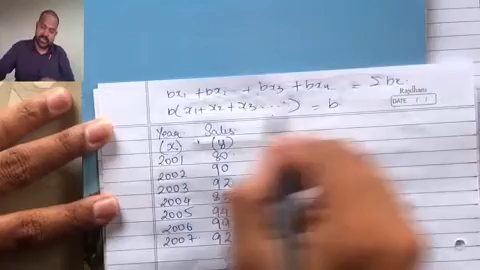 bx₁ + bx₂ + bx₃ + bx₄ = Σbx.
Rajdhani
DATE / /
b(x₁ + x₂ + x₃ ....) = b
Year Sales
(x) (y)
2001 80
2002 90
2003 92
2004 83
2005 94
2006 99
2007 92